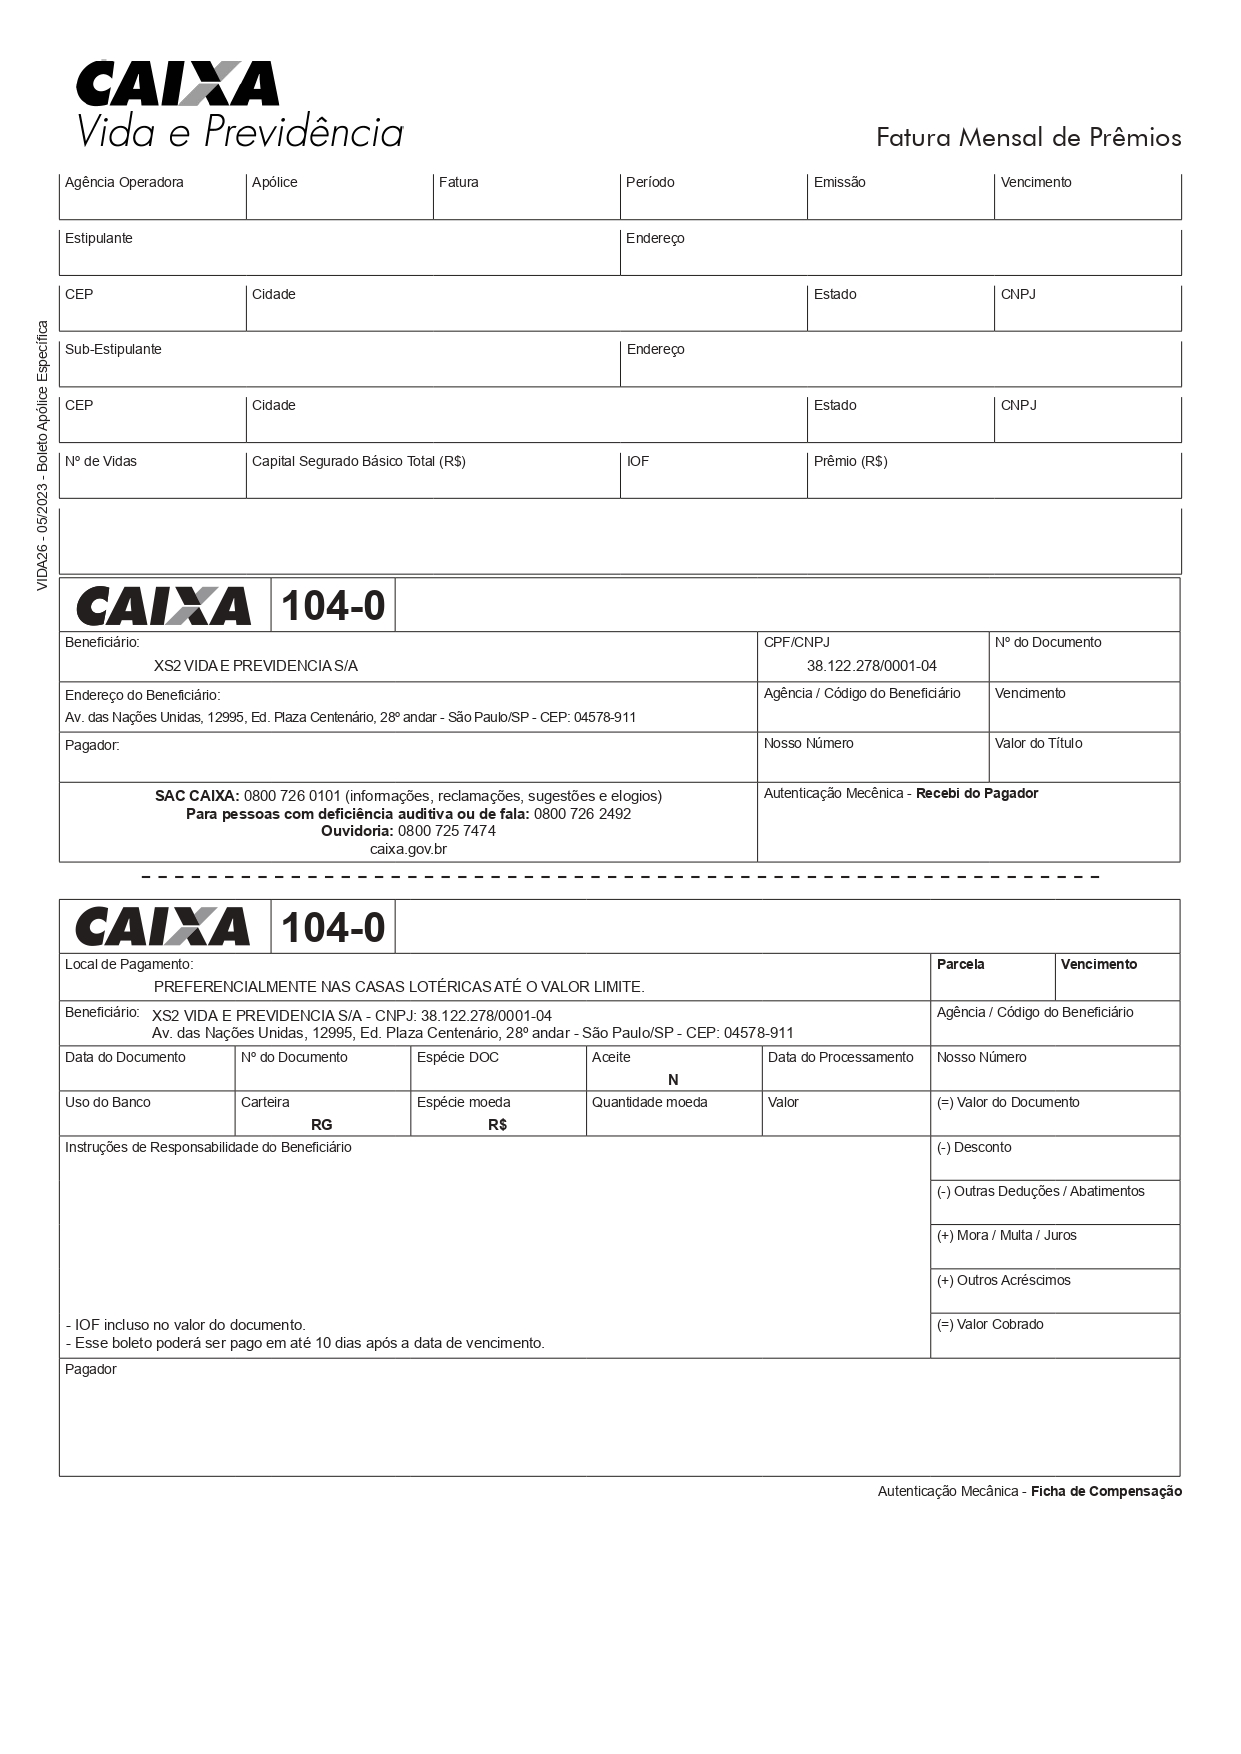 CAIXA
Vida e Previdência
Fatura Mensal de Prêmios
Agência Operadora Apólice Fatura Período Emissão Vencimento
Estipulante Endereço
CEP Cidade Estado CNPJ
Sub-Estipulante Endereço
CEP Cidade Estado CNPJ
Nº de Vidas Capital Segurado Básico Total (R$) IOF Prêmio (R$)
VIDA26 - 05/2023 - Boleto Apólice Específica
CAIXA 104-0
Beneficiário: CPF/CNPJ Nº do Documento
XS2 VIDA E PREVIDENCIA S/A 38.122.278/0001-04
Endereço do Beneficiário: Agência / Código do Beneficiário Vencimento
Av. das Nações Unidas, 12995, Ed. Plaza Centenário, 28º andar - São Paulo/SP - CEP: 04578-911
Pagador: Nosso Número Valor do Título
SAC CAIXA: 0800 726 0101 (informações, reclamações, sugestões e elogios) Autenticação Mecênica - Recebi do Pagador
Para pessoas com deficiência auditiva ou de fala: 0800 726 2492
Ouvidoria: 0800 725 7474
caixa.gov.br
CAIXA 104-0
Local de Pagamento: Parcela Vencimento
PREFERENCIALMENTE NAS CASAS LOTÉRICAS ATÉ O VALOR LIMITE.
Beneficiário: XS2 VIDA E PREVIDENCIA S/A - CNPJ: 38.122.278/0001-04 Agência / Código do Beneficiário
Av. das Nações Unidas, 12995, Ed. Plaza Centenário, 28º andar - São Paulo/SP - CEP: 04578-911
Data do Documento Nº do Documento Espécie DOC Aceite Data do Processamento Nosso Número
N
Uso do Banco Carteira Espécie moeda Quantidade moeda Valor (=) Valor do Documento
RG R$
Instruções de Responsabilidade do Beneficiário (-) Desconto
(-) Outras Deduções / Abatimentos
(+) Mora / Multa / Juros
(+) Outros Acréscimos
- IOF incluso no valor do documento. (=) Valor Cobrado
- Esse boleto poderá ser pago em até 10 dias após a data de vencimento.
Pagador
Autenticação Mecânica - Ficha de Compensação